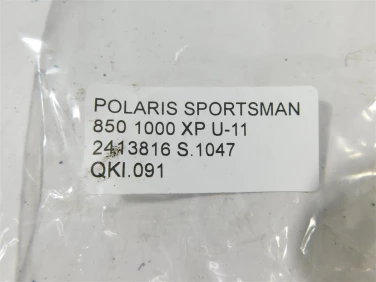 POLARIS SPORTSMAN
850 1000 XP U-11
2413816 S.1047
QKI.091